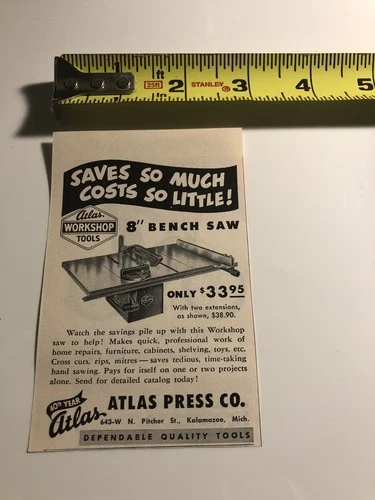 ft
25ft
2
STANLEY
3
4
5
SAVES SO MUCH
COSTS SO LITTLE!
Atlas
WORKSHOP
TOOLS
8" BENCH SAW
ONLY $33.95
With two extensions,
as shown, $38.90.
Watch the savings pile up with this Workshop
saw to help! Makes quick, professional work of
home repairs, furniture, cabinets, shelving, toys, etc.
Cross cuts, rips, mitres — saves tedious, time-taking
hand sawing. Pays for itself on one or two projects
alone. Send for detailed catalog today!
40TH YEAR
Atlas
ATLAS PRESS CO.
643-W N. Pitcher St., Kalamazoo, Mich.
DEPENDABLE QUALITY TOOLS